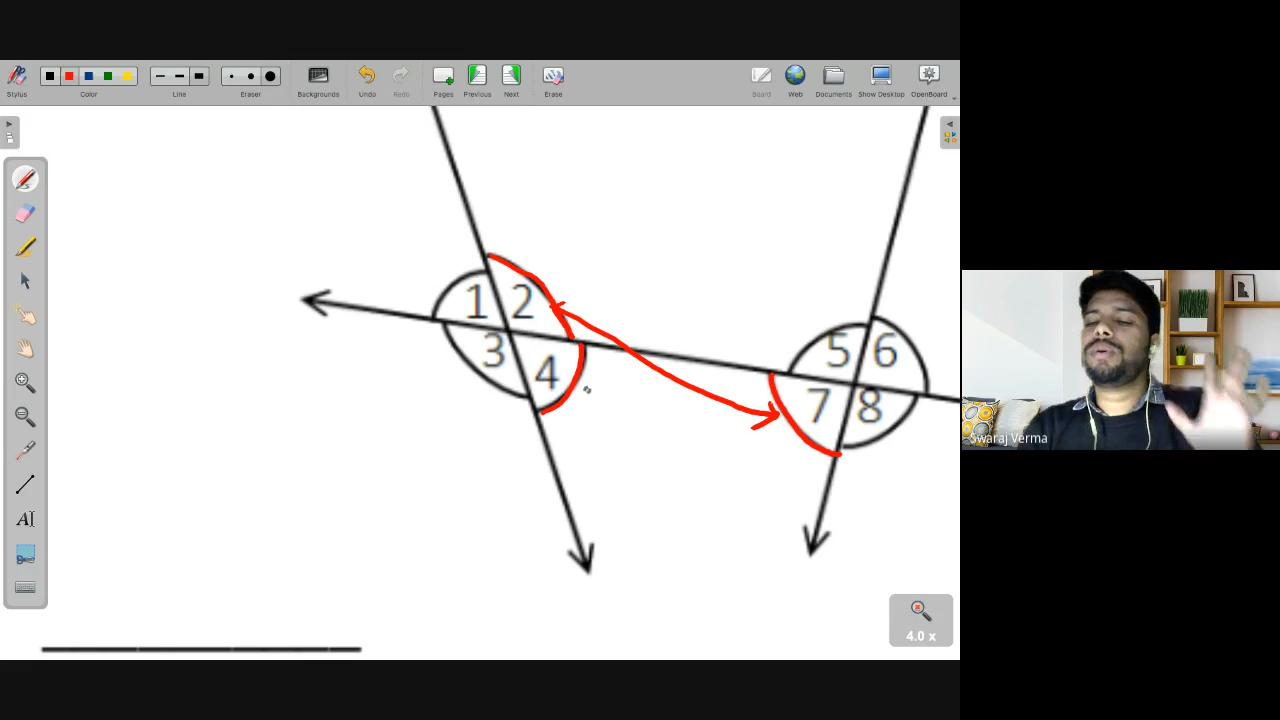 Stylus Color Line Eraser Backgrounds Undo Redo Pages Previous Next Erase Board Web Documents Show Desktop OpenBoard
1 2
3 4
5 6
7 8
AI
Swaraj Verma
4.0 x